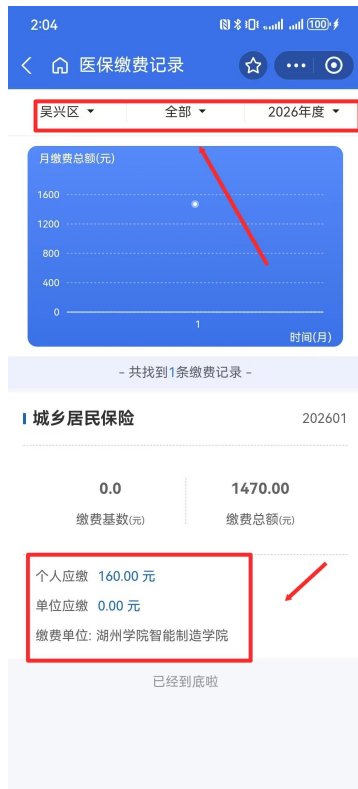 2:04
100
医保缴费记录
吴兴区 全部 2026年度
月缴费总额(元)
1600
1200
800
400
0
1
时间(月)
- 共找到1条缴费记录 -
城乡居民保险 202601
0.0 1470.00
缴费基数(元) 缴费总额(元)
个人应缴 160.00 元
单位应缴 0.00 元
缴费单位: 湖州学院智能制造学院
已经到底啦